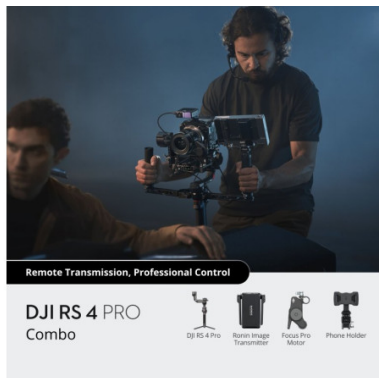 Remote Transmission, Professional Control
DJI RS 4 PRO
Combo
DJI RS 4 Pro
Ronin Image
Transmitter
Focus Pro
Motor
Phone Holder